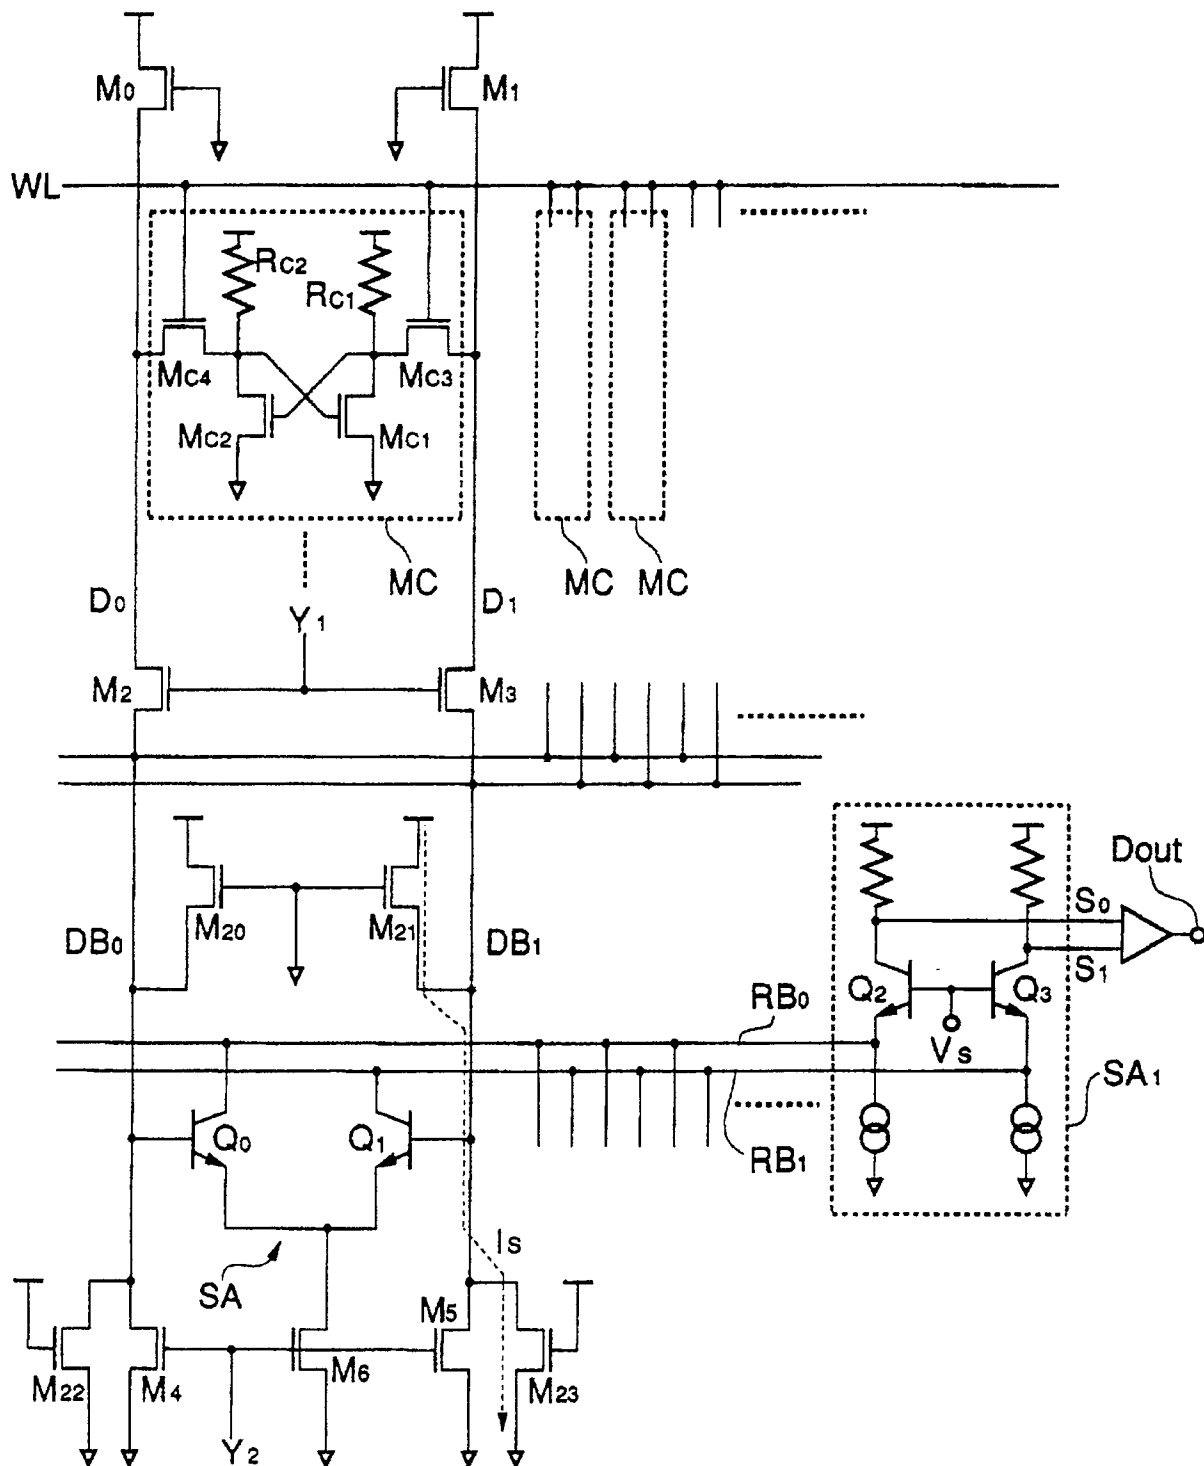 M0 M1
WL
RC2 RC1
MC4 MC3
MC2 MC1
MC MC MC
D0 Y1 D1
M2 M3
Dout
M20 M21
DB0 DB1
S0
S1
Q2 Q3
RB0
Vs
SA1
Q0 Q1
RB1
Is
SA
M5
M22 M4 M6 M23
Y2